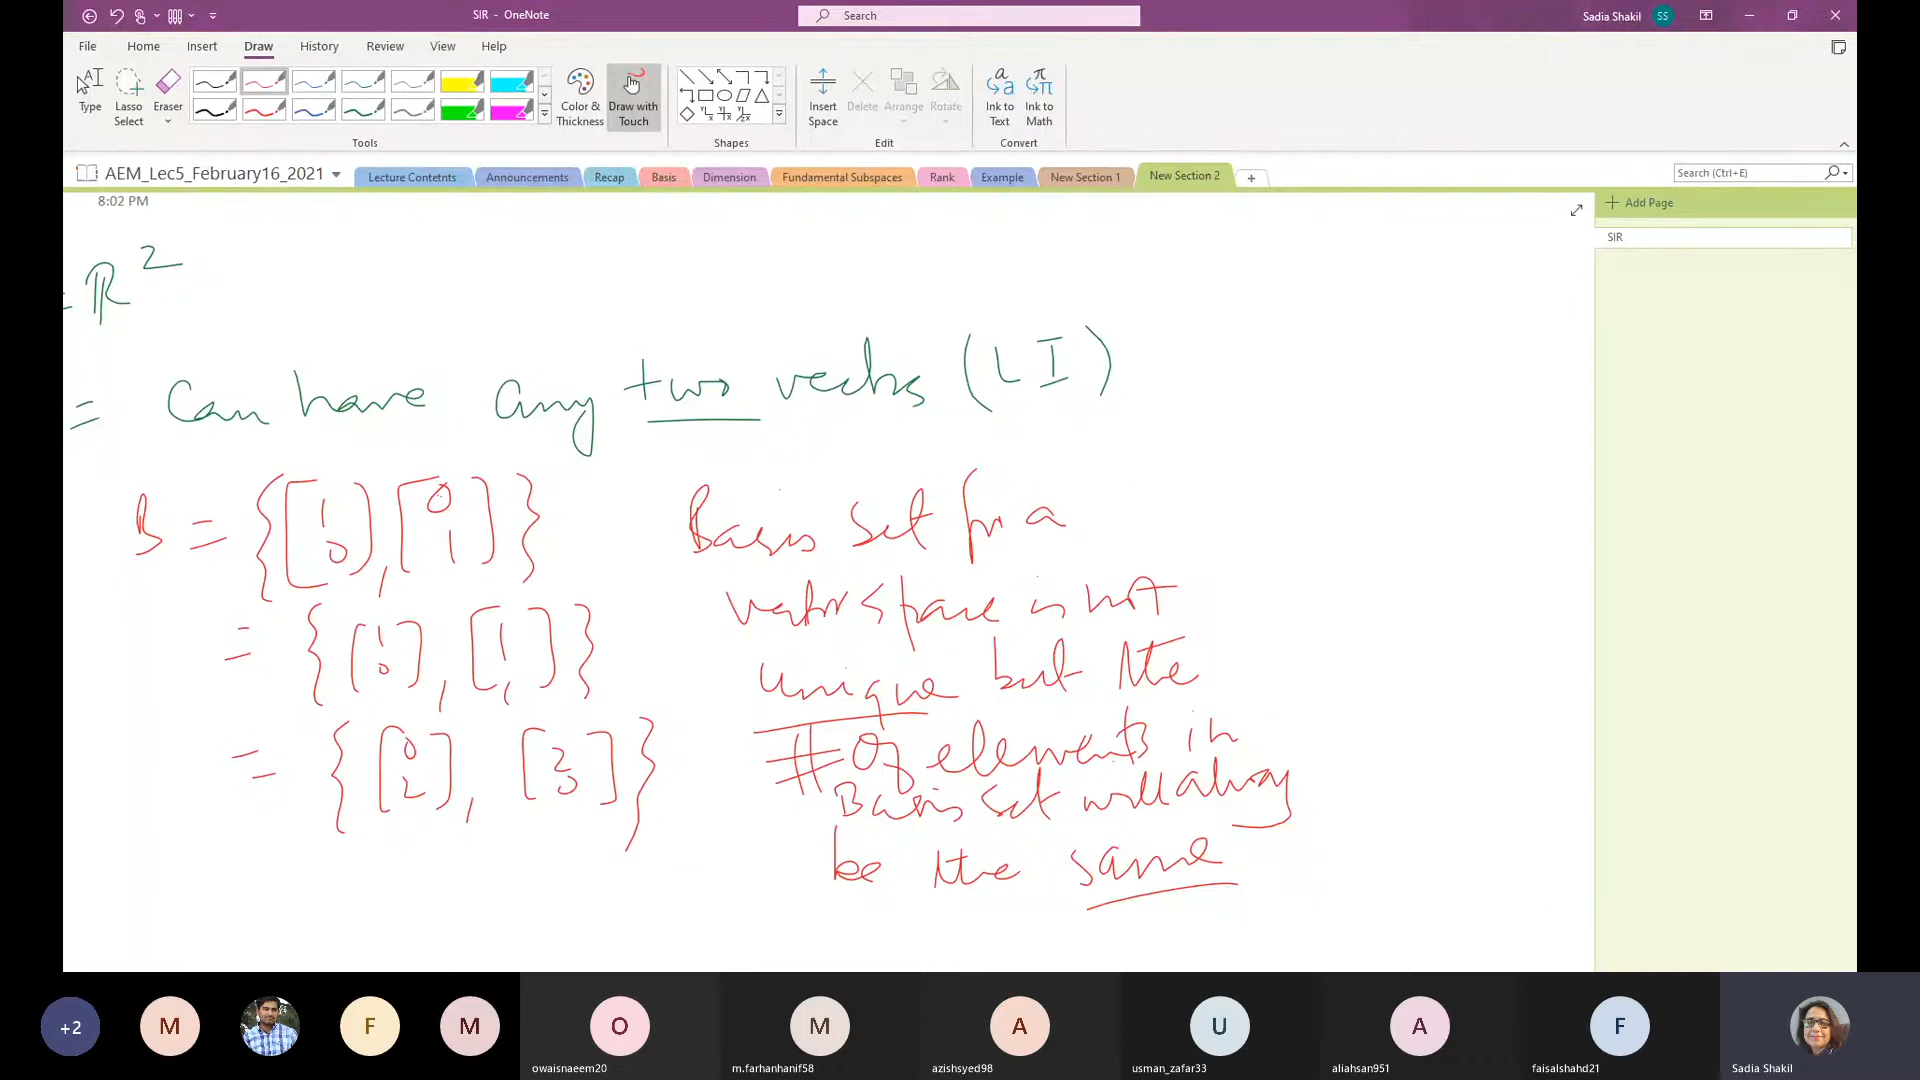 SIR - OneNote
Search
Sadia Shakil
SS
File Home Insert Draw History Review View Help
Type
Lasso Select
Eraser
Color & Thickness
Draw with Touch
Insert Space
Delete
Arrange
Rotate
Ink to Text
Ink to Math
Tools
Shapes
Edit
Convert
AEM_Lec5_February16_2021
Lecture Contetnts Announcements Recap Basis Dimension Fundamental Subspaces Rank Example New Section 1 New Section 2 +
Search (Ctrl+E)
8:02 PM
Add Page
SIR
= ℝ²
= Can have any two vectors (L I)
B = {[1 0], [0 1]}
= {[1 0], [1 1]}
= {[0 2], [3 0]}
Basis Set for a
vector space is not
unique but the
# Of elements in
Basis Set will always
be the same
+2 M F M O M A U A F
owaisnaeem20 m.farhanhanif58 azishsyed98 usman_zafar33 aliahsan951 faisalshahd21 Sadia Shakil